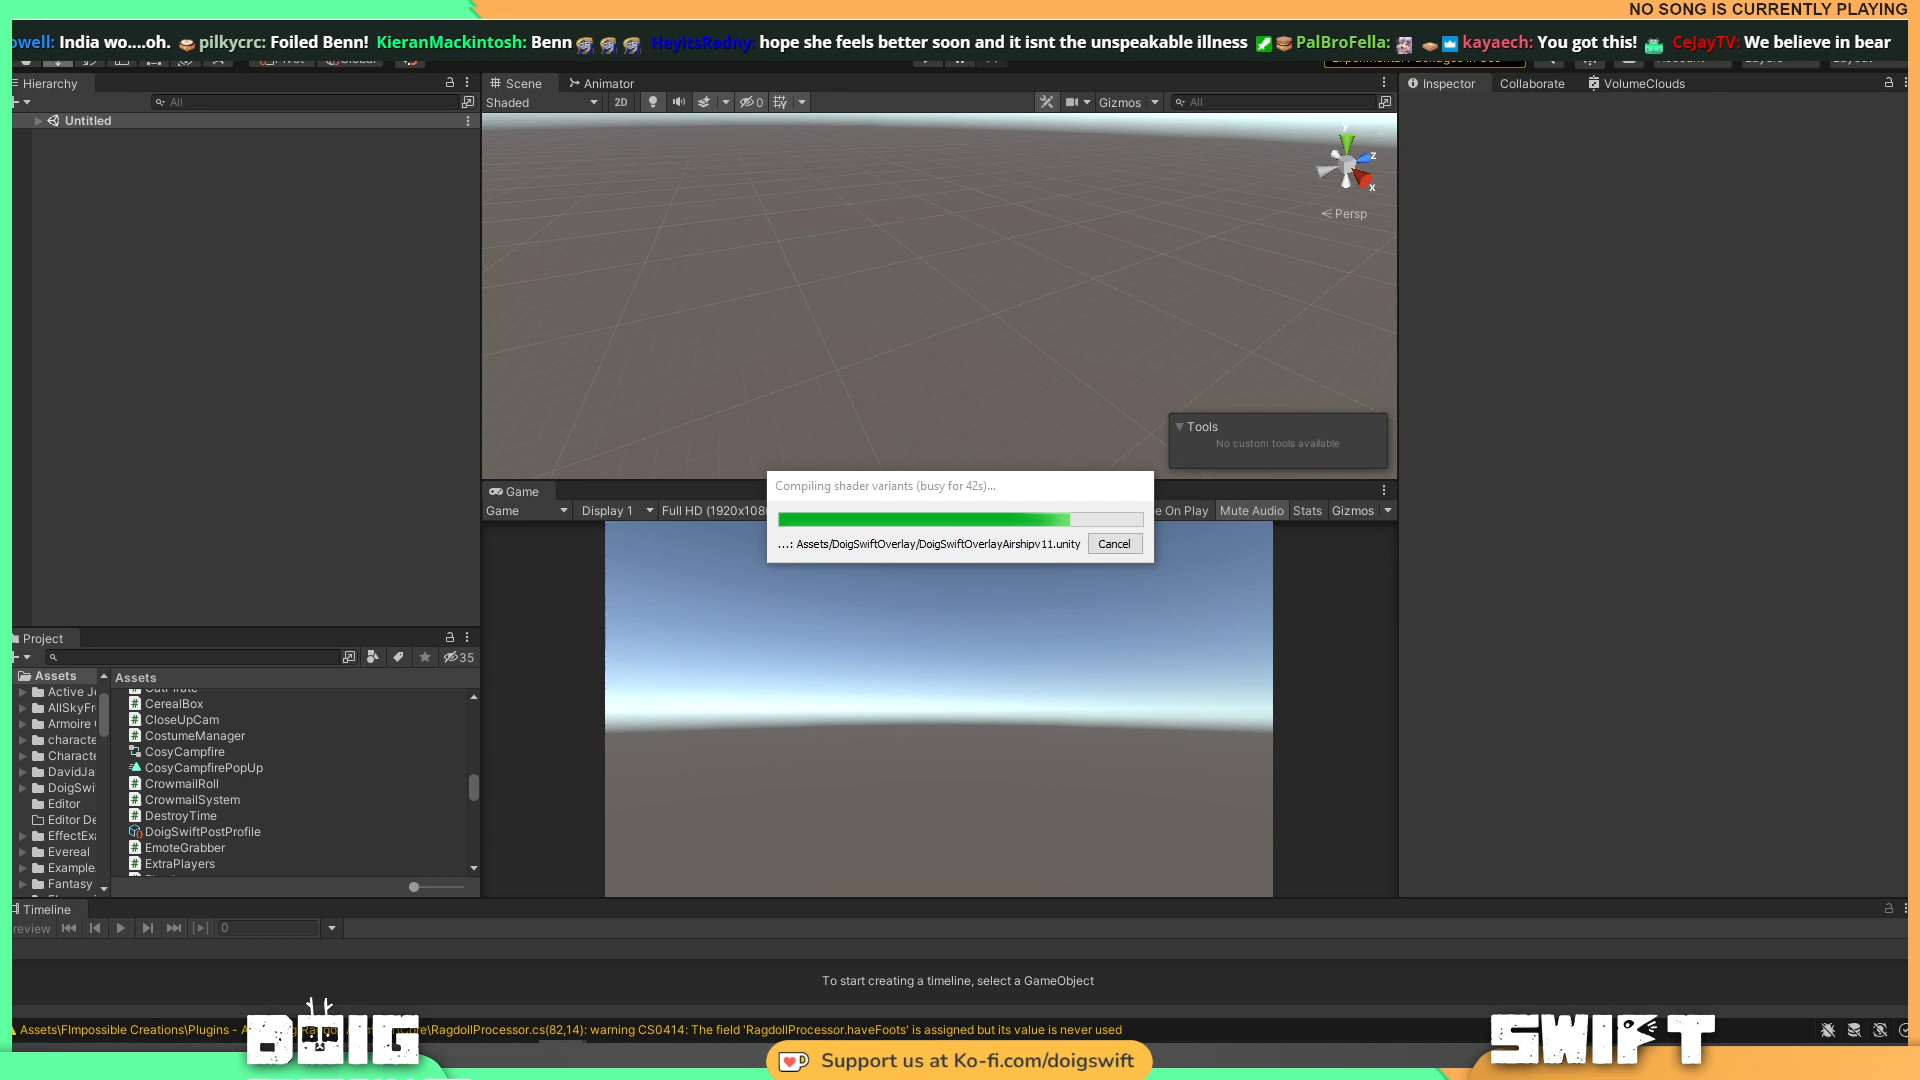 NO SONG IS CURRENTLY PLAYING
owell: India wo....oh. pilkycrc: Foiled Benn! KieranMackintosh: Benn HeyitsRadny: hope she feels better soon and it isnt the unspeakable illness PalBroFella: kayaech: You got this! CeJayTV: We believe in bear
Hierarchy
All
Untitled
Scene
Animator
Shaded
2D
0
Gizmos
All
y
z
x
Persp
Tools
No custom tools available
Inspector
Collaborate
VolumeClouds
Game
Game
Display 1
Full HD (1920x108
e On Play
Mute Audio
Stats
Gizmos
Compiling shader variants (busy for 42s)...
...: Assets/DoigSwiftOverlay/DoigSwiftOverlayAirshipv11.unity
Cancel
Project
35
Assets
Active Je
AllSkyFr
Armoire
characte
Characte
DavidJa
DoigSwi
Editor
Editor De
EffectExa
Evereal
Example
Fantasy
Assets
CerealBox
CloseUpCam
CostumeManager
CosyCampfire
CosyCampfirePopUp
CrowmailRoll
CrowmailSystem
DestroyTime
DoigSwiftPostProfile
EmoteGrabber
ExtraPlayers
Timeline
review
0
To start creating a timeline, select a GameObject
Assets\FImpossible Creations\Plugins - A
Core\RagdollProcessor.cs(82,14): warning CS0414: The field 'RagdollProcessor.haveFoots' is assigned but its value is never used
DOIG
SWIFT
Support us at Ko-fi.com/doigswift